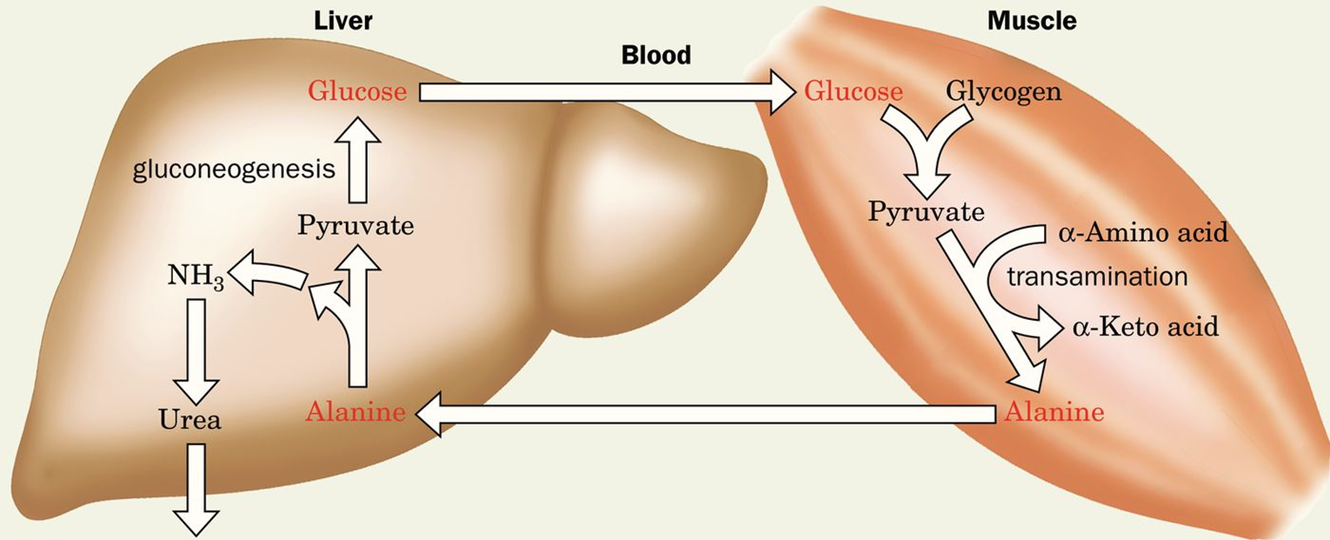 Liver
Muscle
Blood
Glucose
Glucose
Glycogen
gluconeogenesis
Pyruvate
Pyruvate
α-Amino acid
NH₃
transamination
α-Keto acid
Urea
Alanine
Alanine